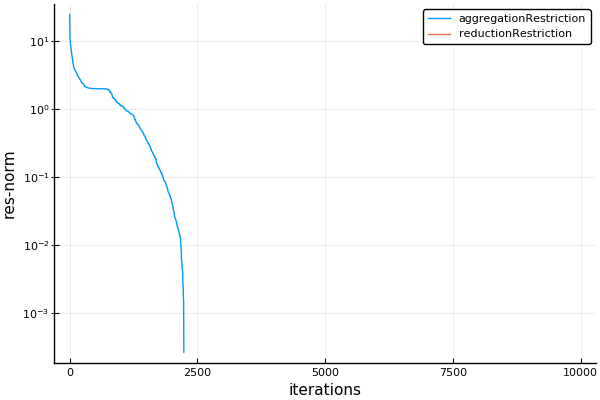 aggregationRestriction
reductionRestriction
res-norm
10¹
10⁰
10⁻¹
10⁻²
10⁻³
0 2500 5000 7500 10000
iterations